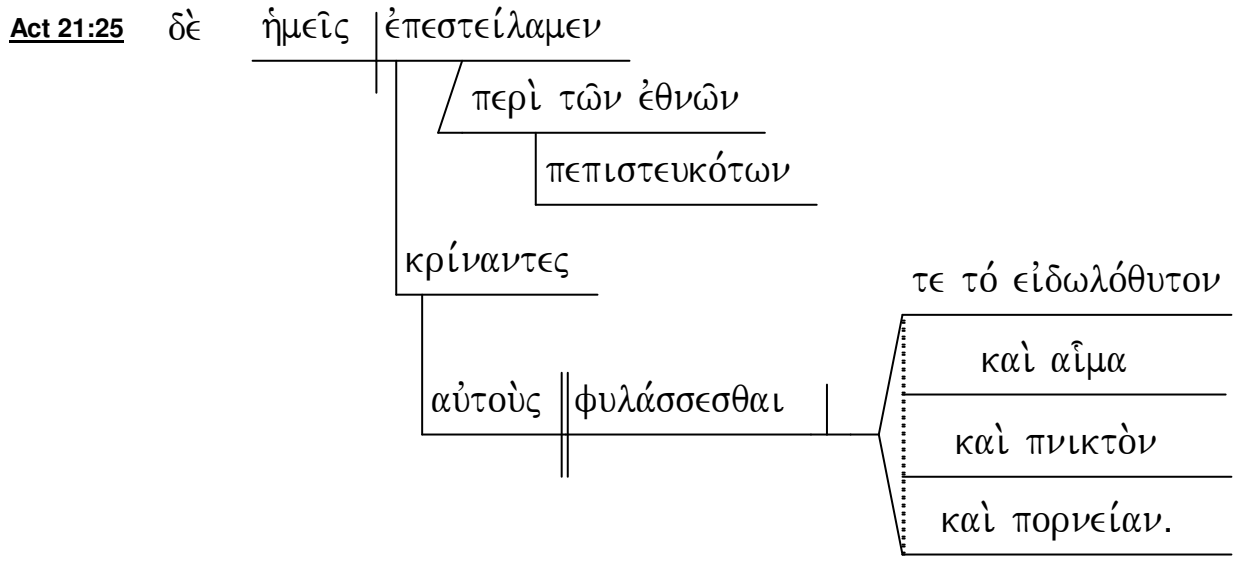 Act 21:25 δὲ ἡμεῖς ἐπεστείλαμεν
περὶ τῶν ἐθνῶν
πεπιστευκότων
κρίναντες
τε τό εἰδωλόθυτον
καὶ αἷμα
αὐτοὺς φυλάσσεσθαι
καὶ πνικτὸν
καὶ πορνείαν.